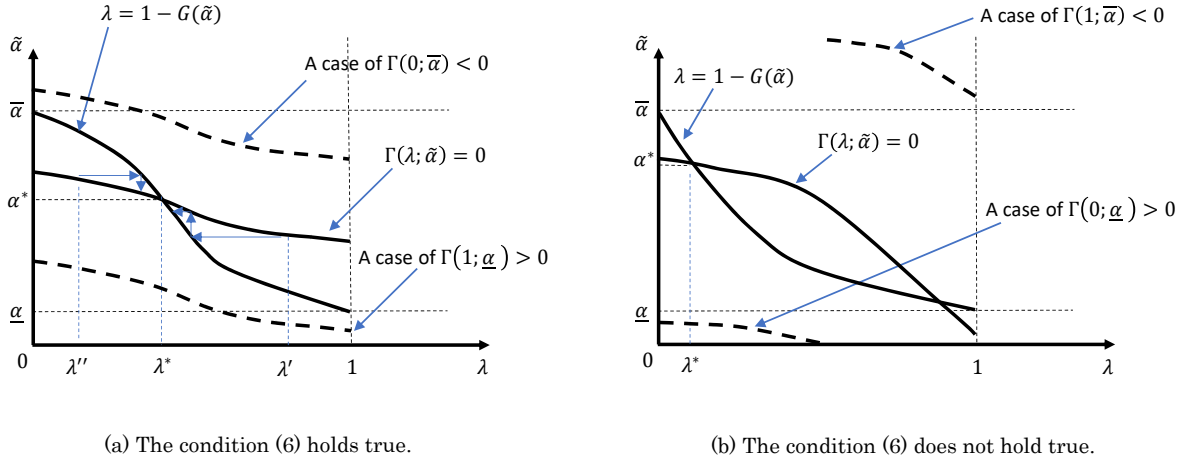 λ = 1 − G(α̃)
α̃
A case of Γ(0; α̅) < 0
α̅
Γ(λ; α̃) = 0
α*
A case of Γ(1; α̲) > 0
α̲
0
λ′′
λ*
λ′
1
λ
(a) The condition (6) holds true.
A case of Γ(1; α̅) < 0
α̃
λ = 1 − G(α̃)
α̅
Γ(λ; α̃) = 0
α*
A case of Γ(0; α̲) > 0
α̲
0
λ*
1
λ
(b) The condition (6) does not hold true.